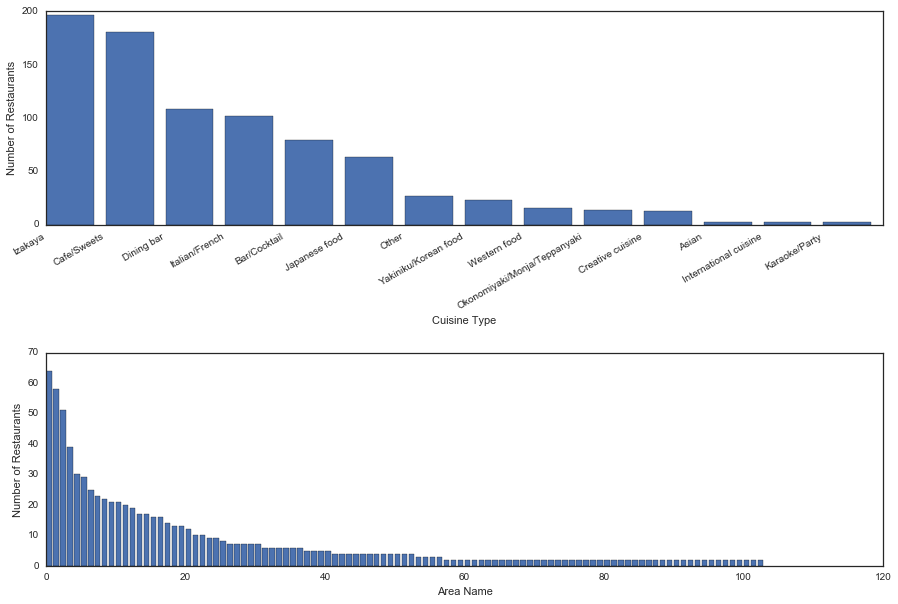 200
150
100
50
0
Number of Restaurants
Izakaya
Cafe/Sweets
Dining bar
Italian/French
Bar/Cocktail
Japanese food
Other
Yakiniku/Korean food
Western food
Okonomiyaki/Monja/Teppanyaki
Creative cuisine
Asian
International cuisine
Karaoke/Party
Cuisine Type
70
60
50
40
30
20
10
0
Number of Restaurants
0 20 40 60 80 100 120
Area Name